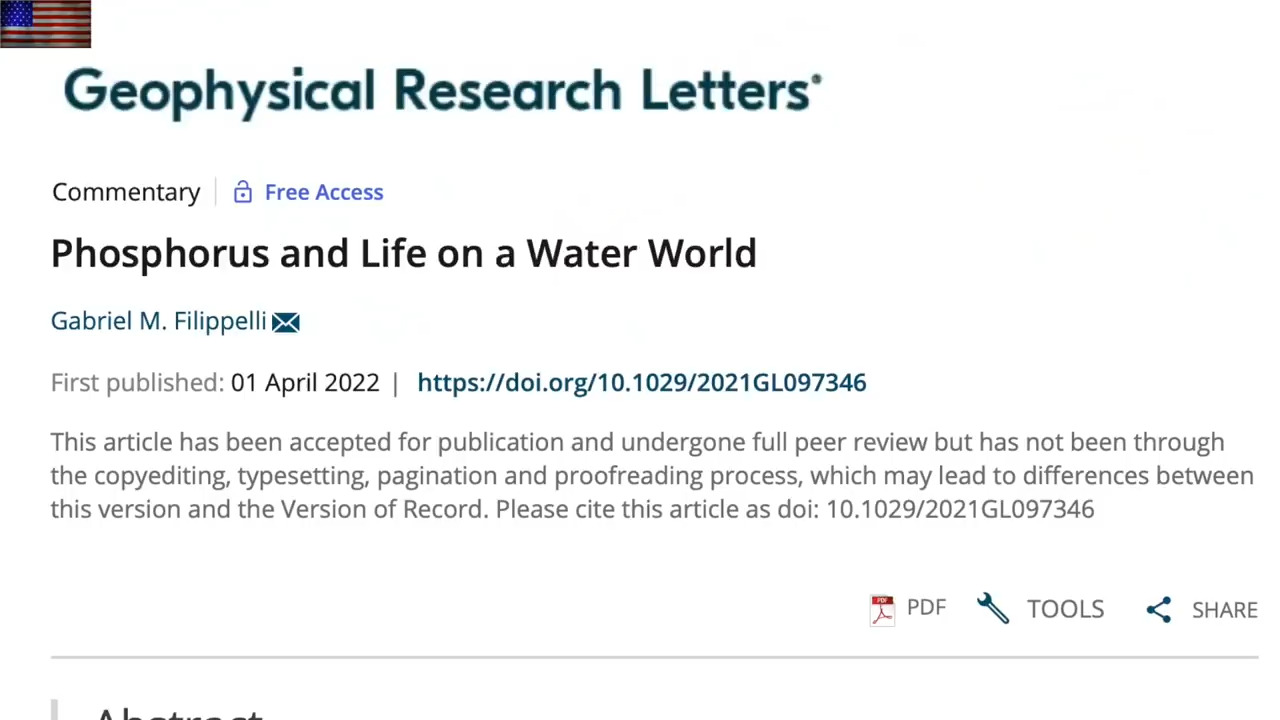 Geophysical Research Letters®
Commentary | Free Access
Phosphorus and Life on a Water World
Gabriel M. Filippelli
First published: 01 April 2022 | https://doi.org/10.1029/2021GL097346
This article has been accepted for publication and undergone full peer review but has not been through
the copyediting, typesetting, pagination and proofreading process, which may lead to differences between
this version and the Version of Record. Please cite this article as doi: 10.1029/2021GL097346
PDF TOOLS SHARE
Abstract